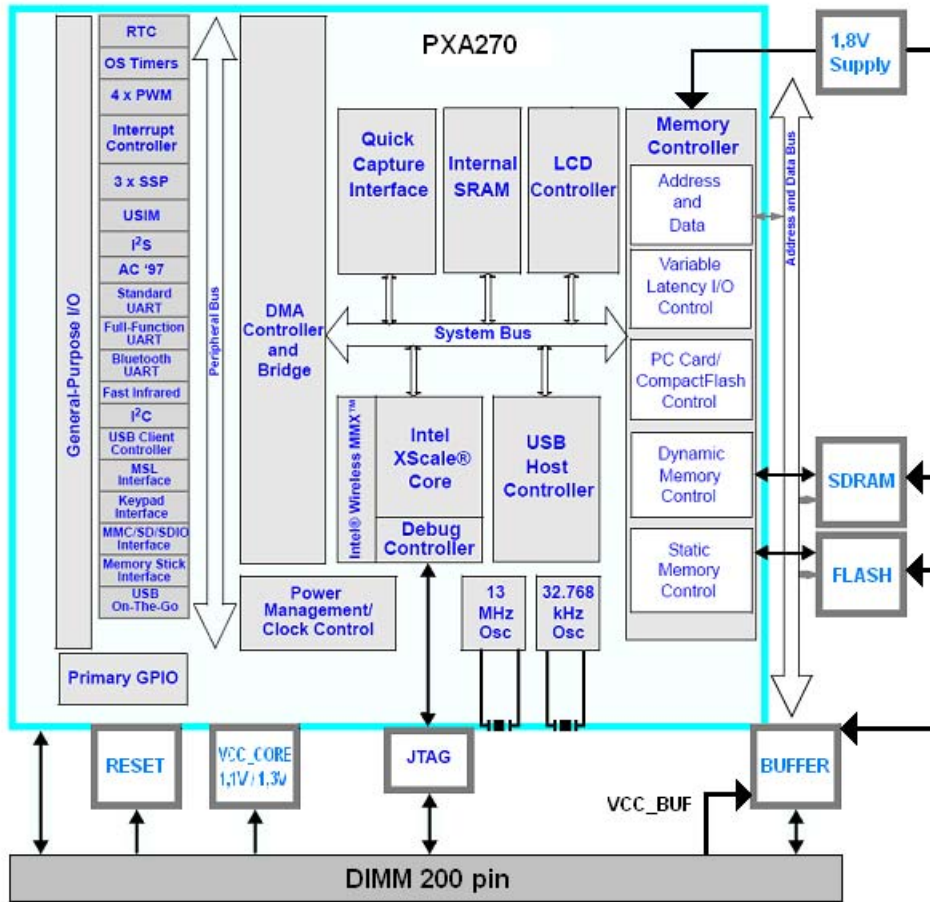 PXA270
1,8V
Supply
General-Purpose I/O
RTC
OS Timers
4 x PWM
Interrupt
Controller
3 x SSP
USIM
I²S
AC '97
Standard
UART
Full-Function
UART
Bluetooth
UART
Fast Infrared
I²C
USB Client
Controller
MSL
Interface
Keypad
Interface
MMC/SD/SDIO
Interface
Memory Stick
Interface
USB
On-The-Go
Peripheral Bus
DMA
Controller
and
Bridge
Quick
Capture
Interface
Internal
SRAM
LCD
Controller
System Bus
Intel® Wireless MMX™
Intel
XScale®
Core
Debug
Controller
USB
Host
Controller
Memory
Controller
Address
and
Data
Variable
Latency I/O
Control
PC Card/
CompactFlash
Control
Dynamic
Memory
Control
Static
Memory
Control
Address and Data Bus
SDRAM
FLASH
Power
Management/
Clock Control
13
MHz
Osc
32.768
kHz
Osc
Primary GPIO
RESET
VCC_CORE
1,1V / 1,3V
JTAG
BUFFER
VCC_BUF
DIMM 200 pin